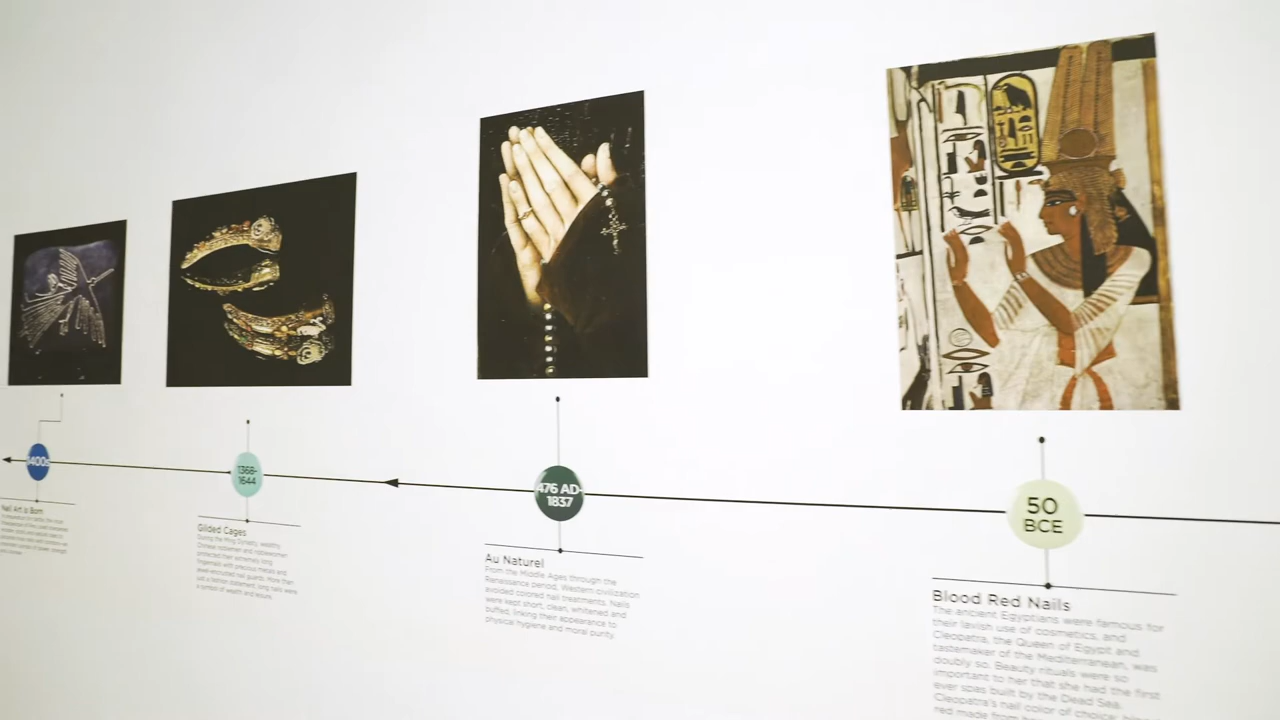 1400s
Nail Art is Born
1368-
1644
Gilded Cages
During the Ming Dynasty, wealthy
Chinese noblemen and noblewomen
protected their extremely long
fingernails with precious metals and
jewel-encrusted nail guards. More than
just a fashion statement, long nails were
a symbol of wealth and leisure.
476 AD-
1837
Au Naturel
From the Middle Ages through the
Renaissance period, Western civilization
avoided colored nail treatments. Nails
were kept short, clean, whitened and
buffed, linking their appearance to
physical hygiene and moral purity.
50
BCE
Blood Red Nails
The ancient Egyptians were famous for
their lavish use of cosmetics, and
Cleopatra, the Queen of Egypt and
tastemaker of the Mediterranean, was
doubly so. Beauty rituals were so
important to her that she had the first
ever spas built by the Dead Sea.
Cleopatra's nail color of choice
red made from